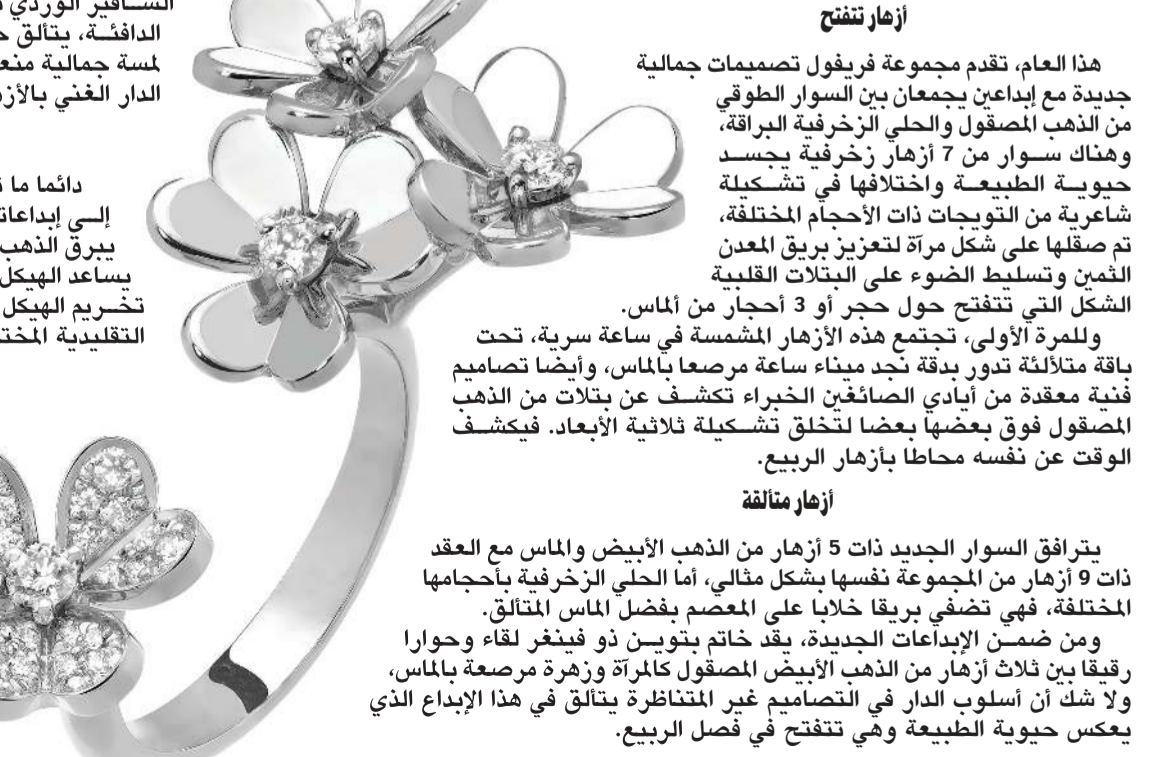 أزهار تتفتح
هذا العام، تقدم مجموعة فريفول تصميمات جمالية
جديدة مع إبداعين يجمعان بين السوار الطوقي
من الذهب المصقول والحلي الزخرفية البراقة،
وهناك سوار من 7 أزهار زخرفية يجسد
حيوية الطبيعة واختلافها في تشكيلة
شاعرية من التويجات ذات الأحجام المختلفة،
تم صقلها على شكل مرآة لتعزيز بريق المعدن
الثمين وتسليط الضوء على البتلات القلبية
الشكل التي تتفتح حول حجر أو 3 أحجار من ألماس.
وللمرة الأولى، تجتمع هذه الأزهار المشمسة في ساعة سرية، تحت
باقة متلألئة تدور بدقة نجد ميناء ساعة مرصعا بالماس، وأيضا تصاميم
فنية معقدة من أيادي الصائغين الخبراء تكشف عن بتلات من الذهب
المصقول فوق بعضها بعضا لتخلق تشكيلة ثلاثية الأبعاد. فيكشف
الوقت عن نفسه محاطا بأزهار الربيع.
أزهار متألقة
يترافق السوار الجديد ذات 5 أزهار من الذهب الأبيض والماس مع العقد
ذات 9 أزهار من المجموعة نفسها بشكل مثالي، أما الحلي الزخرفية بأحجامها
المختلفة، فهي تضفي بريقا خلابا على المعصم بفضل الماس المتألق.
ومن ضمن الإبداعات الجديدة، يقد خاتم بتوين ذو فينغر لقاء وحوارا
رقيقا بين ثلاث أزهار من الذهب الأبيض المصقول كالمرآة وزهرة مرصعة بالماس،
ولا شك أن أسلوب الدار في التصاميم غير المتناظرة يتألق في هذا الإبداع الذي
يعكس حيوية الطبيعة وهي تتفتح في فصل الربيع.
السافير الوردي
الدافئة، يتألق
لمسة جمالية
الدار الغني
دائما ما
إلى
يبرق الذهب
يساعد الهيكل
تخريم الهيكل
التقليدية